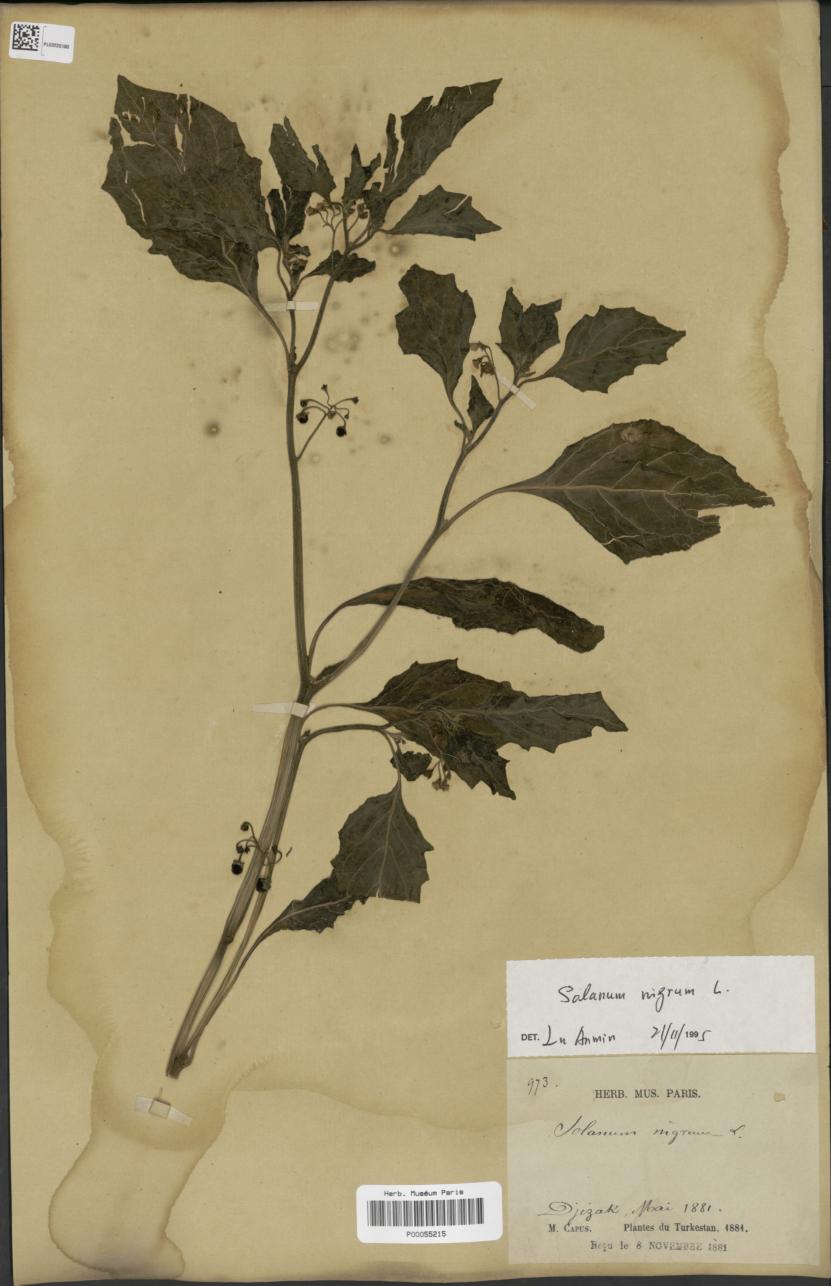 Solanum nigrum L.
DET. Lu Anmin 21/11/1995
973.
HERB. MUS. PARIS.
Solanum nigrum L.
Djizak, Mai 1881.
M. CAPUS. Plantes du Turkestan, 1881.
Reçu le 8 NOVEMBRE 1881
Herb. Muséum Paris
P00055215